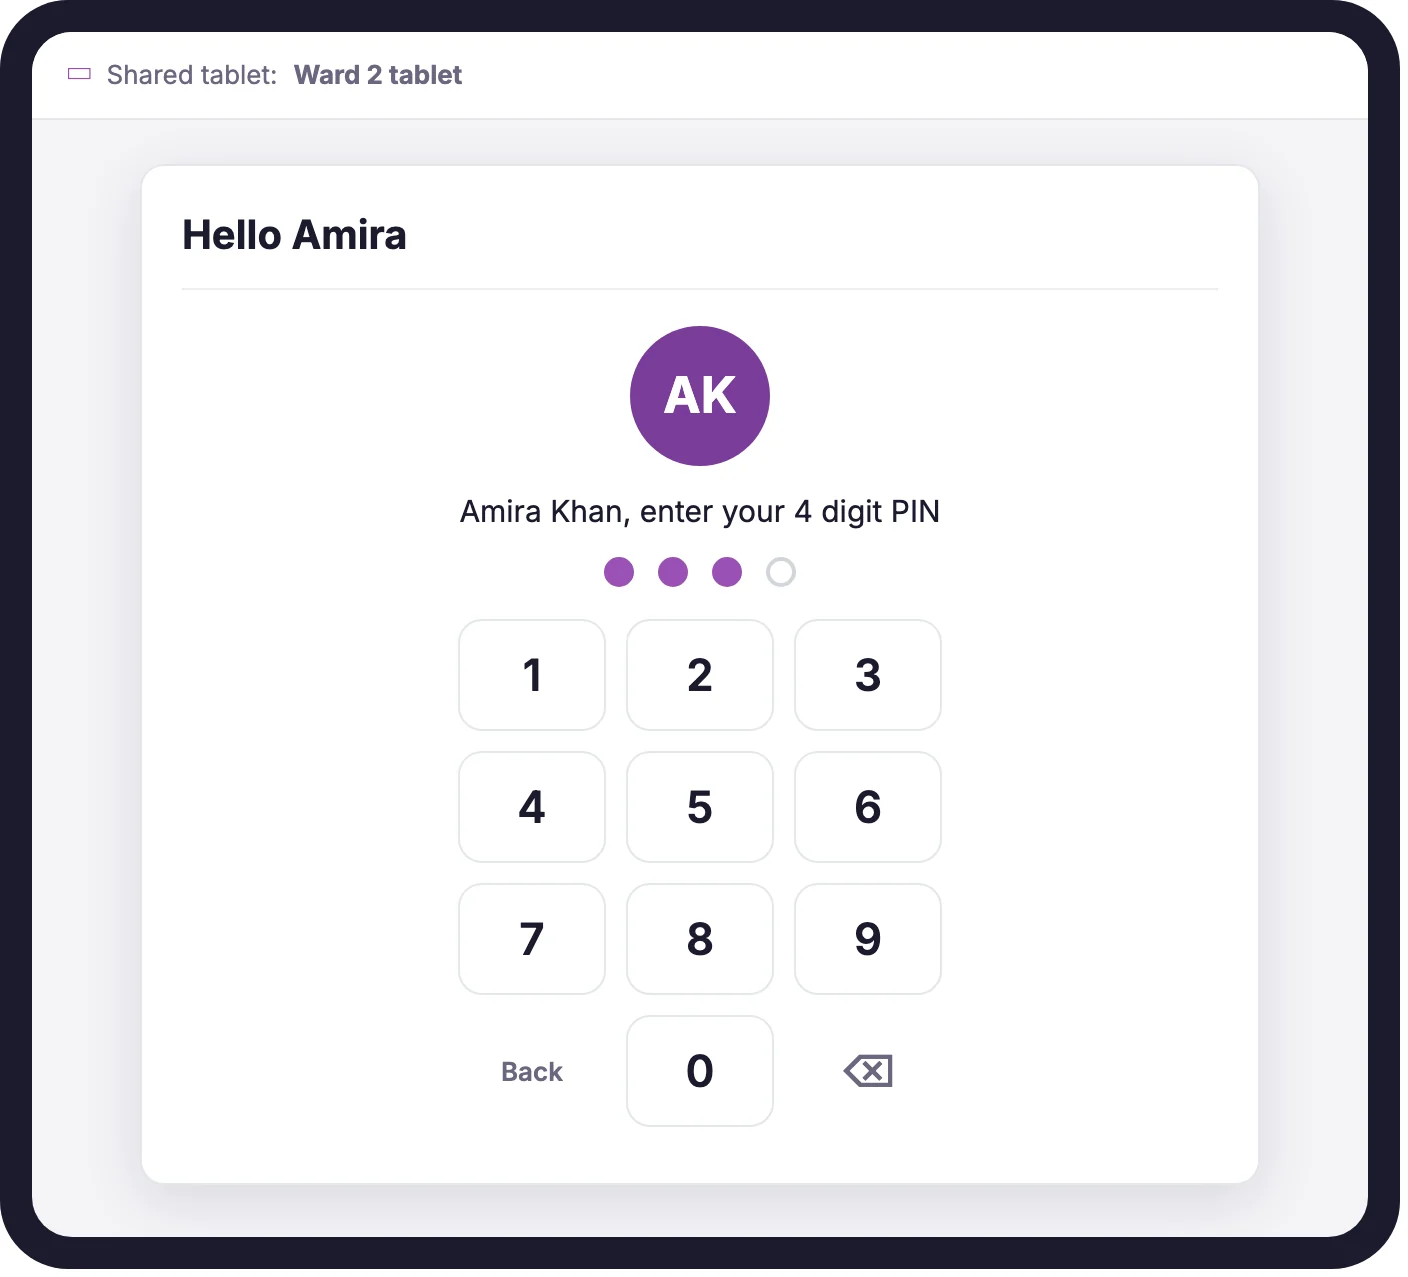 Shared tablet: Ward 2 tablet
Hello Amira
AK
Amira Khan, enter your 4 digit PIN
1 2 3
4 5 6
7 8 9
Back 0